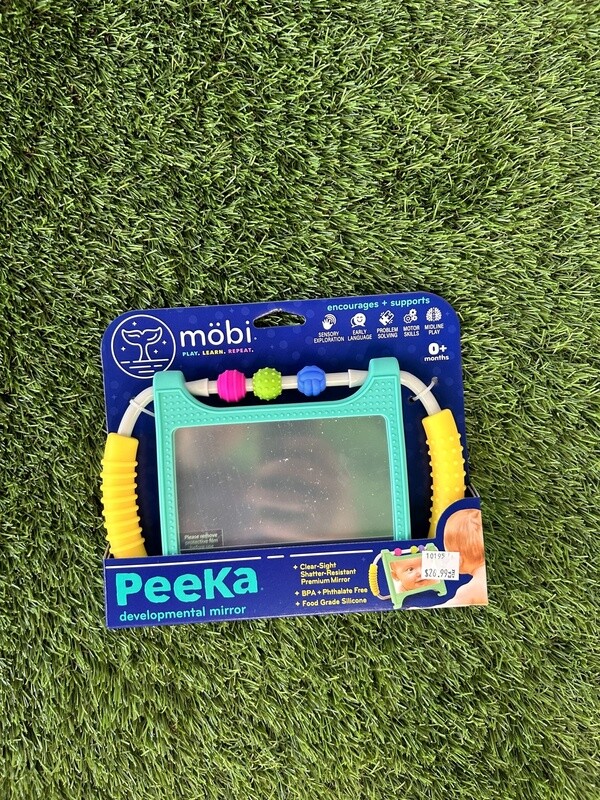 encourages + supports
möbi
PLAY. LEARN. REPEAT.
SENSORY
EXPLORATION
EARLY
LANGUAGE
PROBLEM
SOLVING
MOTOR
SKILLS
MIDLINE
PLAY
0+
months
Please remove
protective film
PeeKa
developmental mirror
+ Clear-Sight
Shatter-Resistant
Premium Mirror
+ BPA + Phthalate Free
+ Food Grade Silicone
$26.99